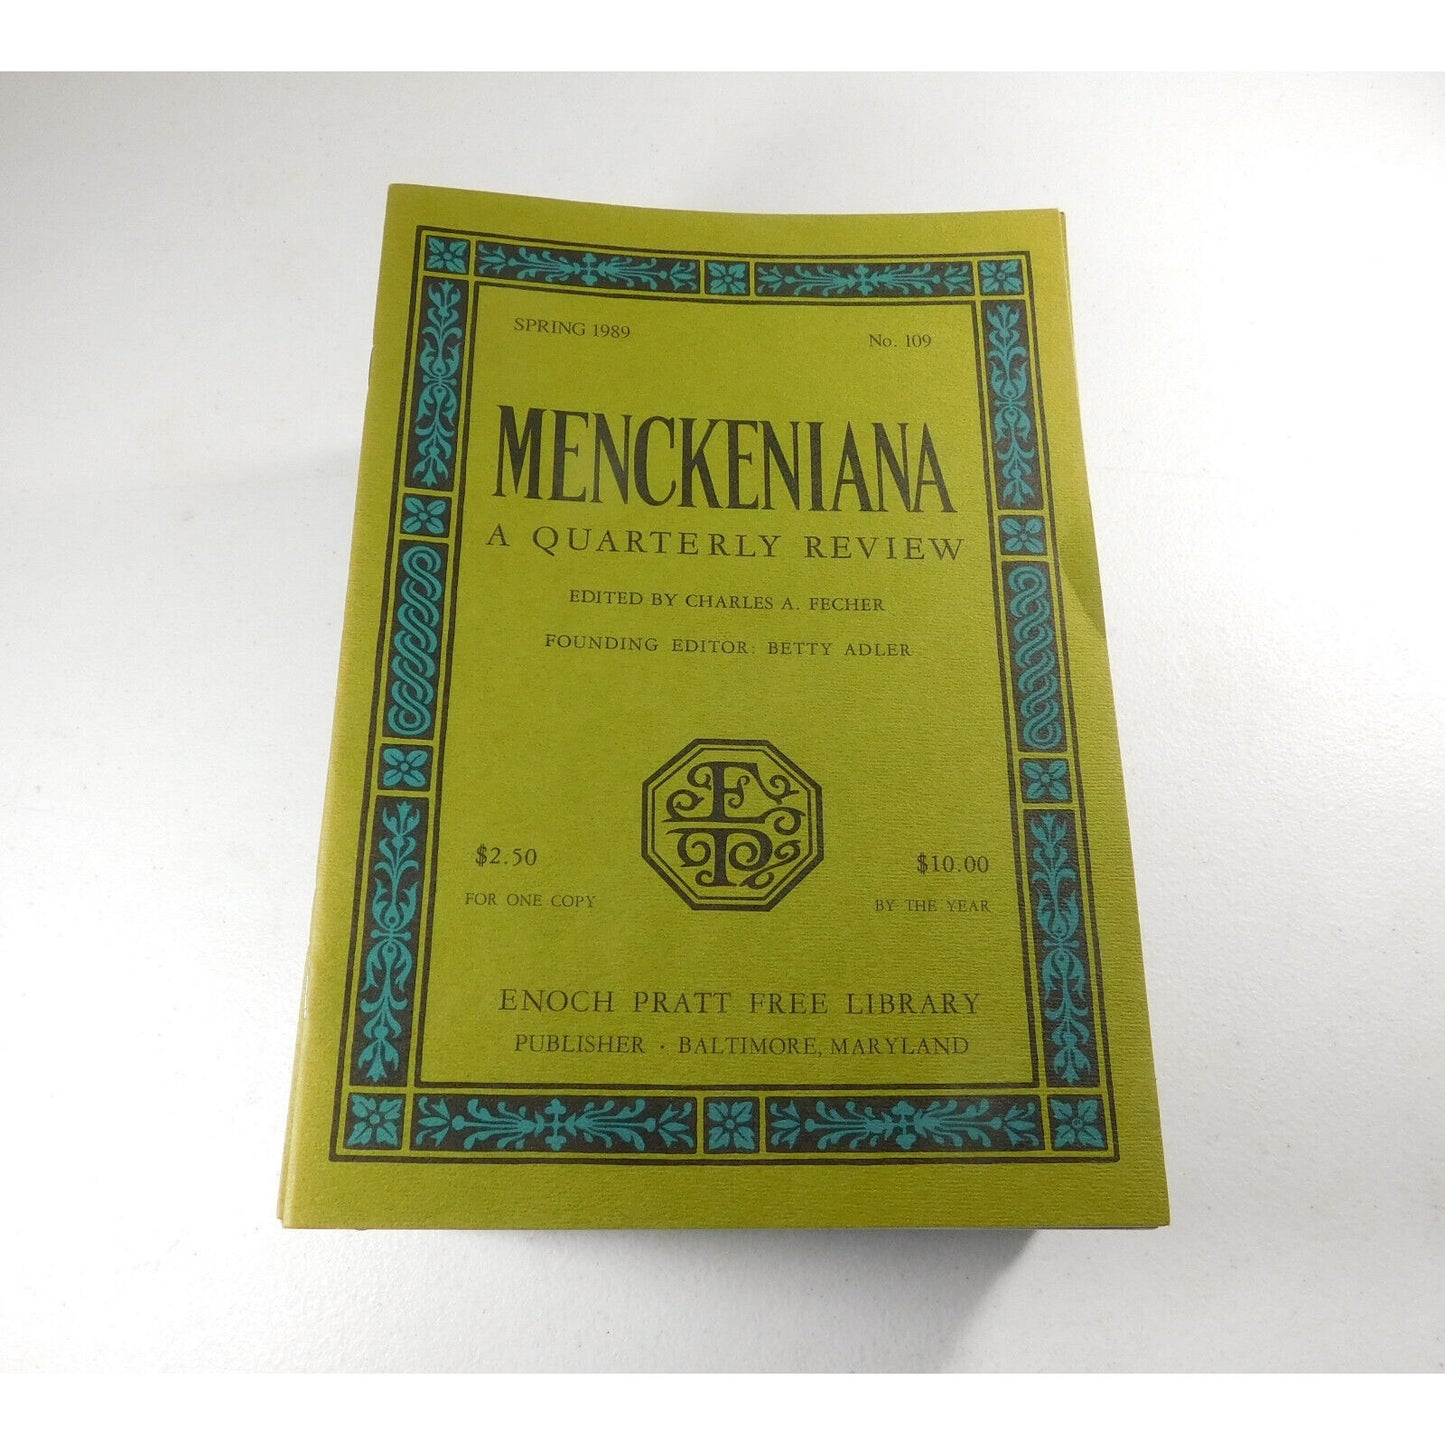 SPRING 1989
No. 109
MENCKENIANA
A QUARTERLY REVIEW
EDITED BY CHARLES A. FECHER
FOUNDING EDITOR: BETTY ADLER
EP
$2.50
$10.00
FOR ONE COPY
BY THE YEAR
ENOCH PRATT FREE LIBRARY
PUBLISHER · BALTIMORE, MARYLAND